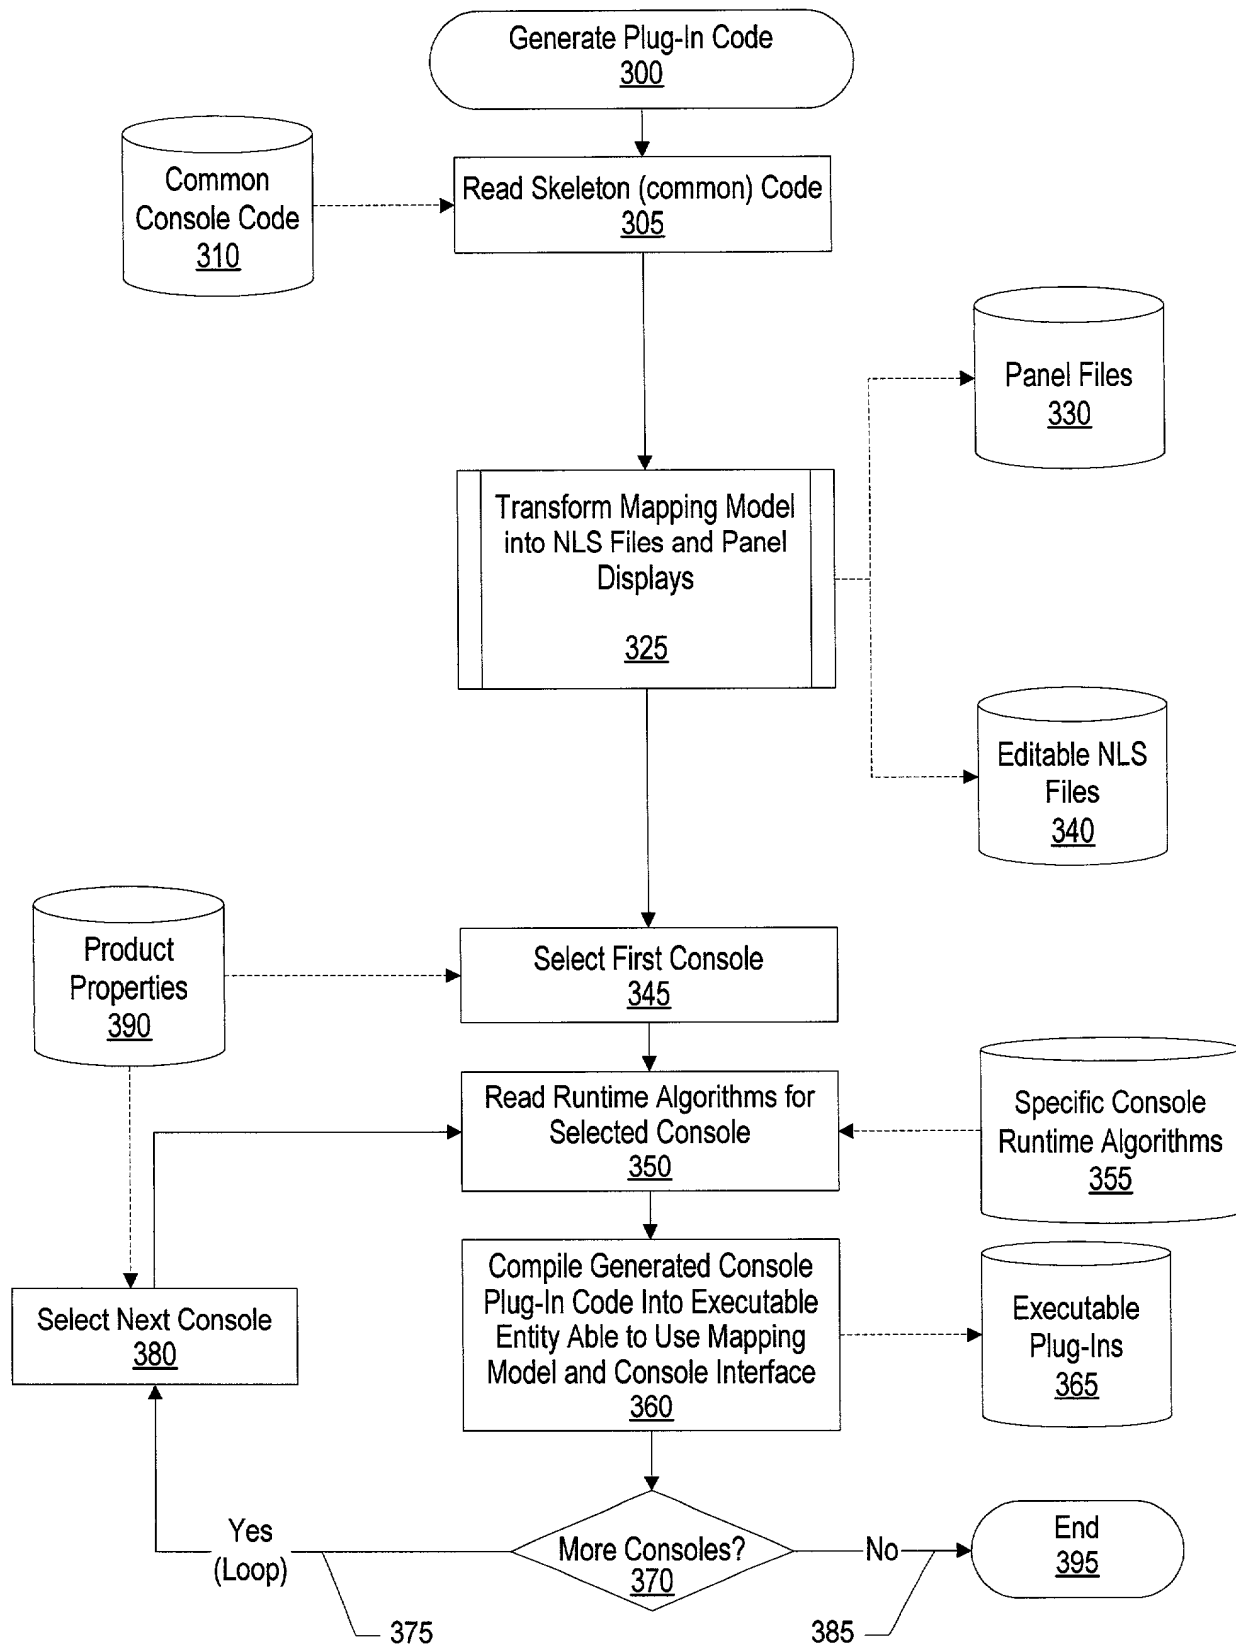 Generate Plug-In Code
300
Common
Console Code
310
Read Skeleton (common) Code
305
Panel Files
330
Transform Mapping Model
into NLS Files and Panel
Displays
325
Editable NLS
Files
340
Product
Properties
390
Select First Console
345
Read Runtime Algorithms for
Selected Console
350
Specific Console
Runtime Algorithms
355
Compile Generated Console
Plug-In Code Into Executable
Entity Able to Use Mapping
Model and Console Interface
360
Executable
Plug-Ins
365
Select Next Console
380
Yes
(Loop)
More Consoles?
370
No
End
395
375
385